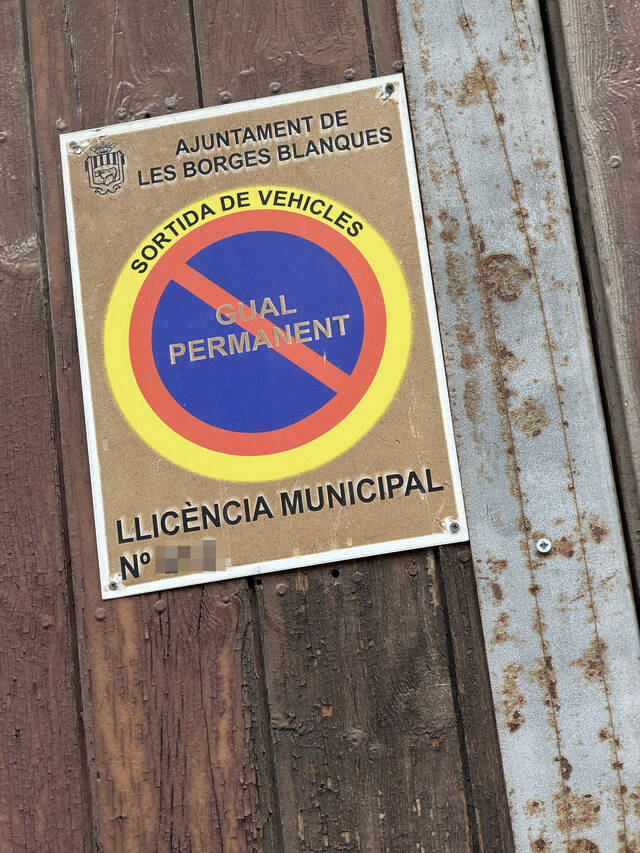 AJUNTAMENT DE
LES BORGES BLANQUES
SORTIDA DE VEHICLES
GUAL
PERMANENT
LLICÈNCIA MUNICIPAL
Nº